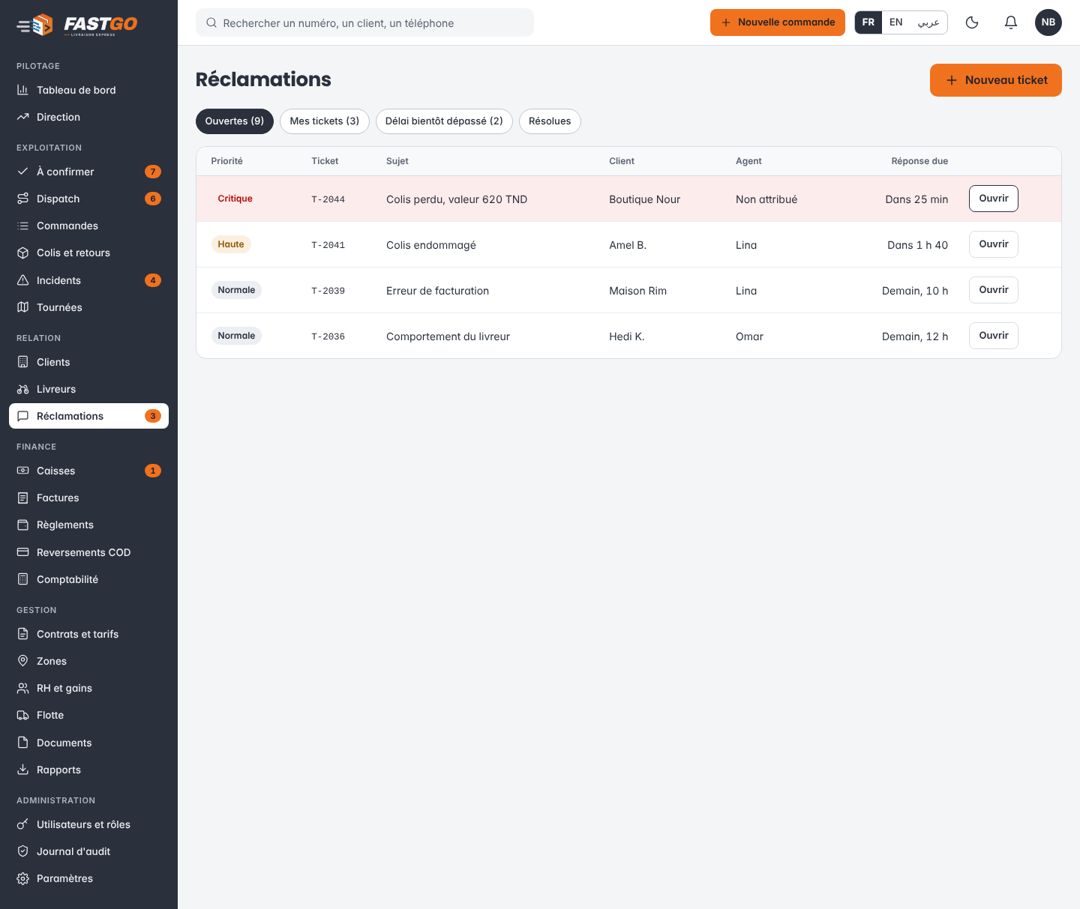 FASTGO
LIVRAISON EXPRESS
PILOTAGE
Tableau de bord
Direction
EXPLOITATION
À confirmer 7
Dispatch 6
Commandes
Colis et retours
Incidents 4
Tournées
RELATION
Clients
Livreurs
Réclamations 3
FINANCE
Caisses 1
Factures
Règlements
Reversements COD
Comptabilité
GESTION
Contrats et tarifs
Zones
RH et gains
Flotte
Documents
Rapports
ADMINISTRATION
Utilisateurs et rôles
Journal d'audit
Paramètres
Rechercher un numéro, un client, un téléphone
+ Nouvelle commande
FR EN عربي
NB
Réclamations
+ Nouveau ticket
Ouvertes (9) Mes tickets (3) Délai bientôt dépassé (2) Résolues
Priorité Ticket Sujet Client Agent Réponse due
Critique T-2044 Colis perdu, valeur 620 TND Boutique Nour Non attribué Dans 25 min Ouvrir
Haute T-2041 Colis endommagé Amel B. Lina Dans 1 h 40 Ouvrir
Normale T-2039 Erreur de facturation Maison Rim Lina Demain, 10 h Ouvrir
Normale T-2036 Comportement du livreur Hedi K. Omar Demain, 12 h Ouvrir